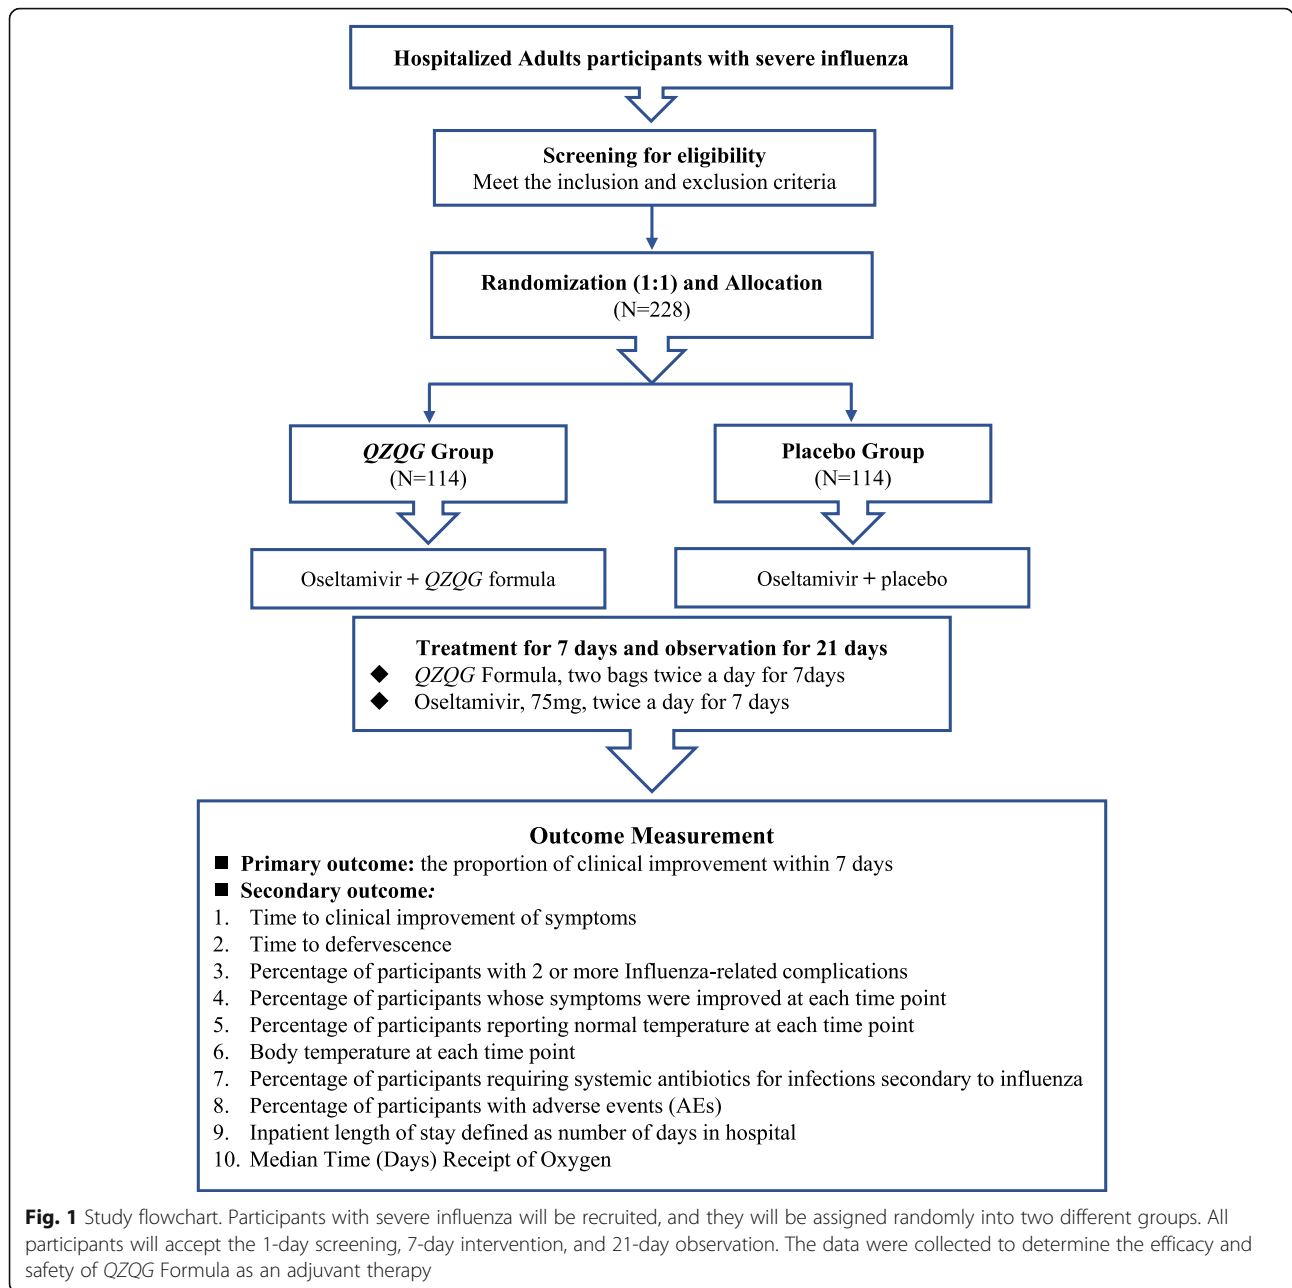 Hospitalized Adults participants with severe influenza
Screening for eligibility
Meet the inclusion and exclusion criteria
Randomization (1:1) and Allocation
(N=228)
QZQG Group
(N=114)
Placebo Group
(N=114)
Oseltamivir + QZQG formula
Oseltamivir + placebo
Treatment for 7 days and observation for 21 days
◆ QZQG Formula, two bags twice a day for 7days
◆ Oseltamivir, 75mg, twice a day for 7 days
Outcome Measurement
■ Primary outcome: the proportion of clinical improvement within 7 days
■ Secondary outcome:
1. Time to clinical improvement of symptoms
2. Time to defervescence
3. Percentage of participants with 2 or more Influenza-related complications
4. Percentage of participants whose symptoms were improved at each time point
5. Percentage of participants reporting normal temperature at each time point
6. Body temperature at each time point
7. Percentage of participants requiring systemic antibiotics for infections secondary to influenza
8. Percentage of participants with adverse events (AEs)
9. Inpatient length of stay defined as number of days in hospital
10. Median Time (Days) Receipt of Oxygen
Fig. 1 Study flowchart. Participants with severe influenza will be recruited, and they will be assigned randomly into two different groups. All
participants will accept the 1-day screening, 7-day intervention, and 21-day observation. The data were collected to determine the efficacy and
safety of QZQG Formula as an adjuvant therapy